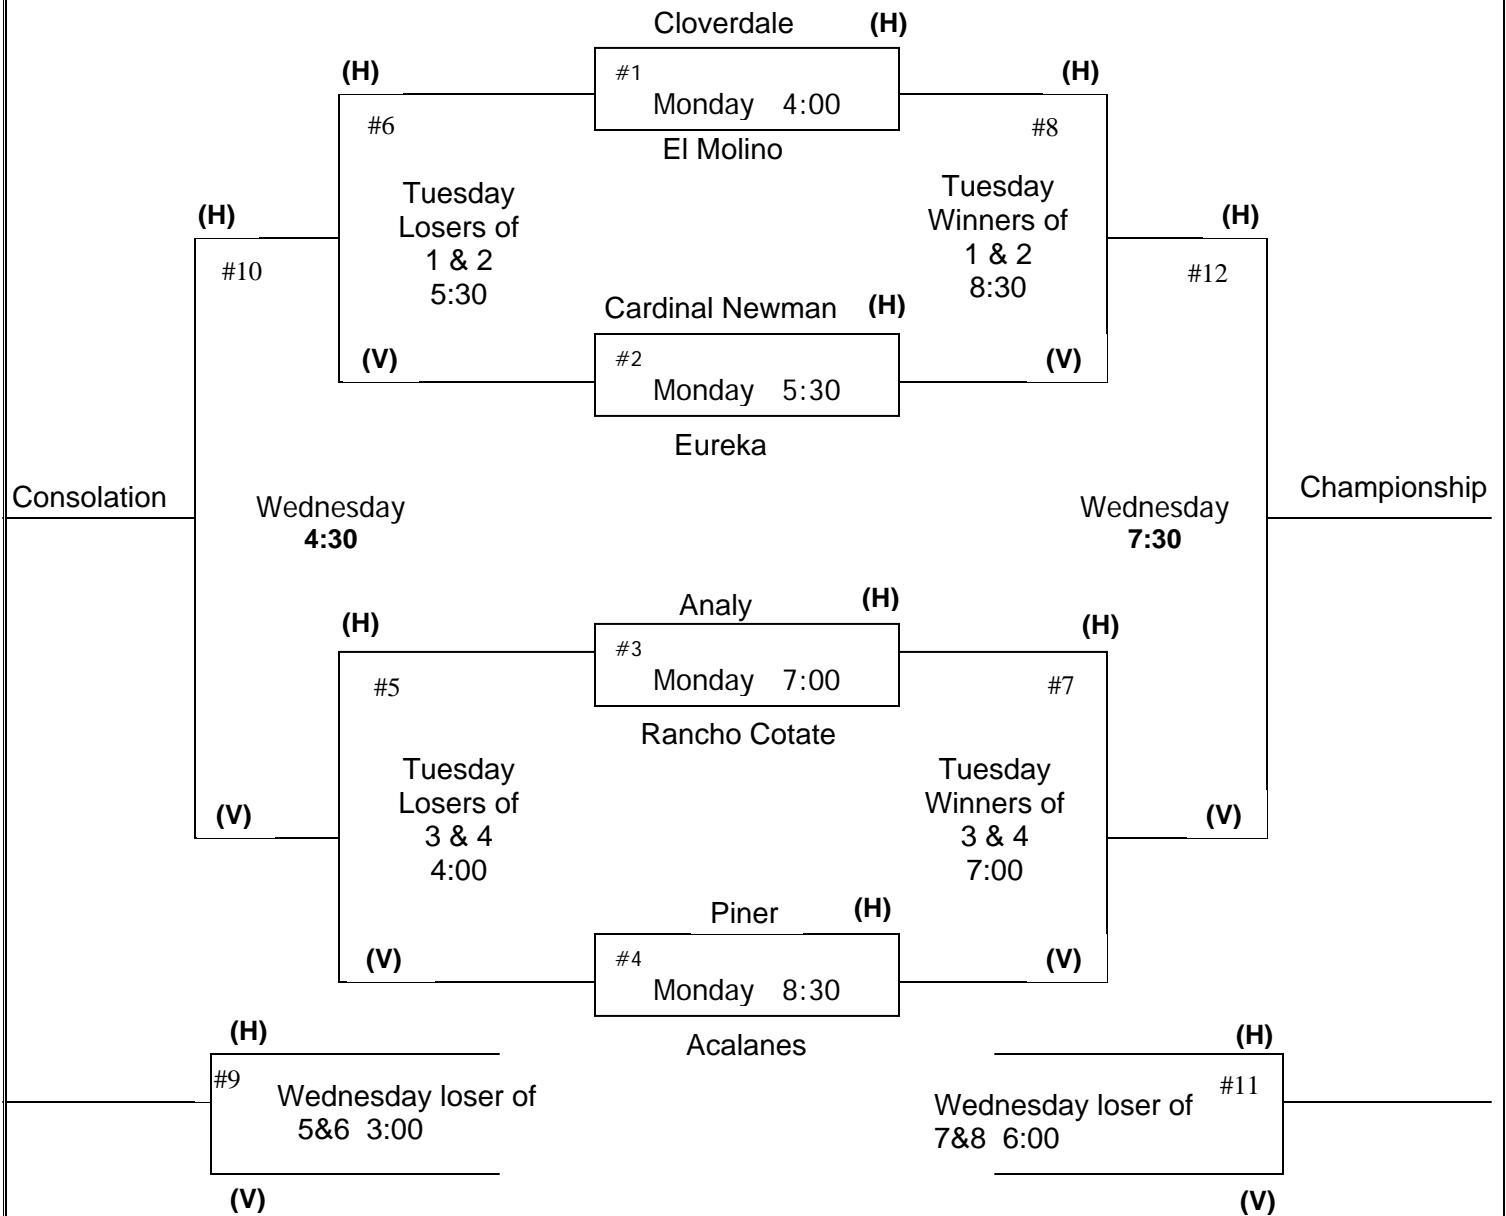 Cloverdale (H)
(H)
#1
(H)
Monday 4:00
#6
#8
El Molino
Tuesday
Losers of
1 & 2
5:30
Tuesday
Winners of
1 & 2
8:30
(H)
(H)
#10
#12
Cardinal Newman (H)
(V)
#2
(V)
Monday 5:30
Eureka
Consolation
Championship
Wednesday
4:30
Wednesday
7:30
Analy (H)
(H)
(H)
#3
Monday 7:00
#5
#7
Rancho Cotate
Tuesday
Losers of
3 & 4
4:00
Tuesday
Winners of
3 & 4
7:00
(V)
(V)
Piner (H)
(V)
#4
(V)
Monday 8:30
Acalanes
(H)
#9
Wednesday loser of
5&6 3:00
(V)
(H)
#11
Wednesday loser of
7&8 6:00
(V)